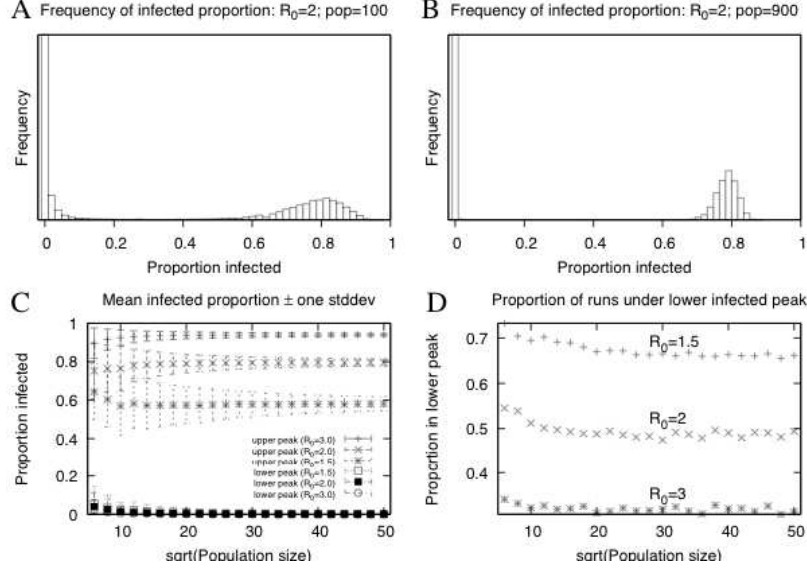 A Frequency of infected proportion: R0=2; pop=100
Frequency
0 0.2 0.4 0.6 0.8 1
Proportion infected
B Frequency of infected proportion: R0=2; pop=900
Frequency
0 0.2 0.4 0.6 0.8 1
Proportion infected
C Mean infected proportion ± one stddev
Proportion infected
1
0.8
0.6
0.4
0.2
0
upper peak (R0=3.0)
upper peak (R0=2.0)
upper peak (R0=1.5)
lower peak (R0=1.5)
lower peak (R0=2.0)
lower peak (R0=3.0)
10 20 30 40 50
sqrt(Population size)
D Proportion of runs under lower infected peak
Proportion in lower peak
0.7
0.6
0.5
0.4
R0=1.5
R0=2
R0=3
10 20 30 40 50
sqrt(Population size)